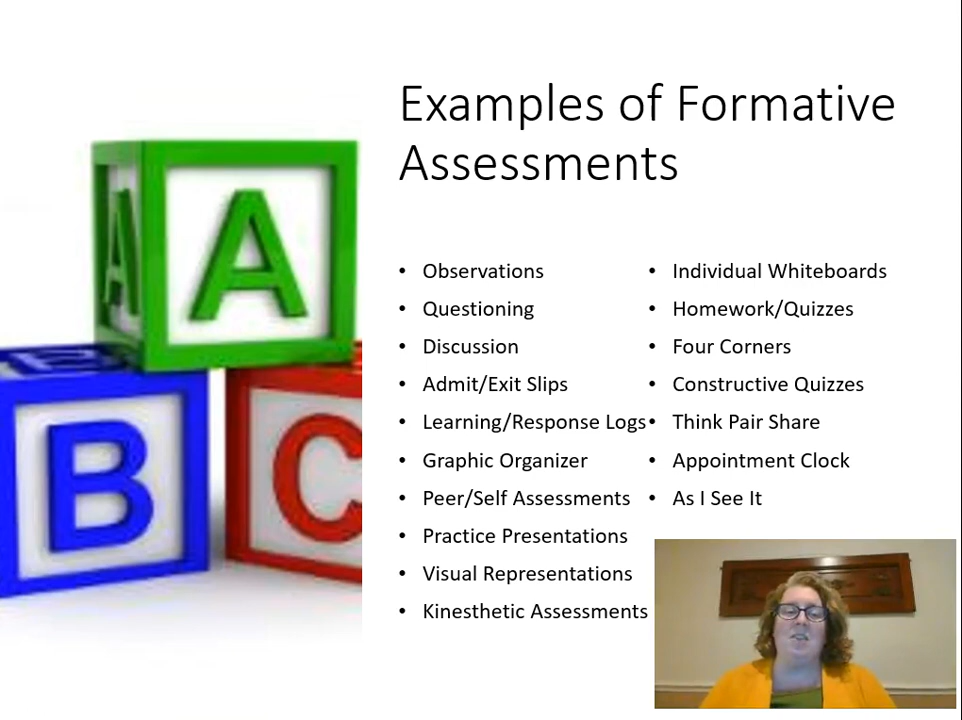 Examples of Formative
Assessments
Observations
Questioning
Discussion
Admit/Exit Slips
Learning/Response Logs
Graphic Organizer
Peer/Self Assessments
Practice Presentations
Visual Representations
Kinesthetic Assessments
Individual Whiteboards
Homework/Quizzes
Four Corners
Constructive Quizzes
Think Pair Share
Appointment Clock
As I See It
A
A
B
B
C